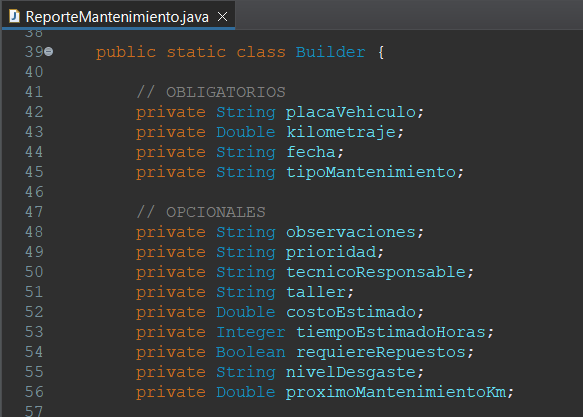 ReporteMantenimiento.java
38
39 public static class Builder {
40
41 // OBLIGATORIOS
42 private String placaVehiculo;
43 private Double kilometraje;
44 private String fecha;
45 private String tipoMantenimiento;
46
47 // OPCIONALES
48 private String observaciones;
49 private String prioridad;
50 private String tecnicoResponsable;
51 private String taller;
52 private Double costoEstimado;
53 private Integer tiempoEstimadoHoras;
54 private Boolean requiereRepuestos;
55 private String nivelDesgaste;
56 private Double proximoMantenimientoKm;
57